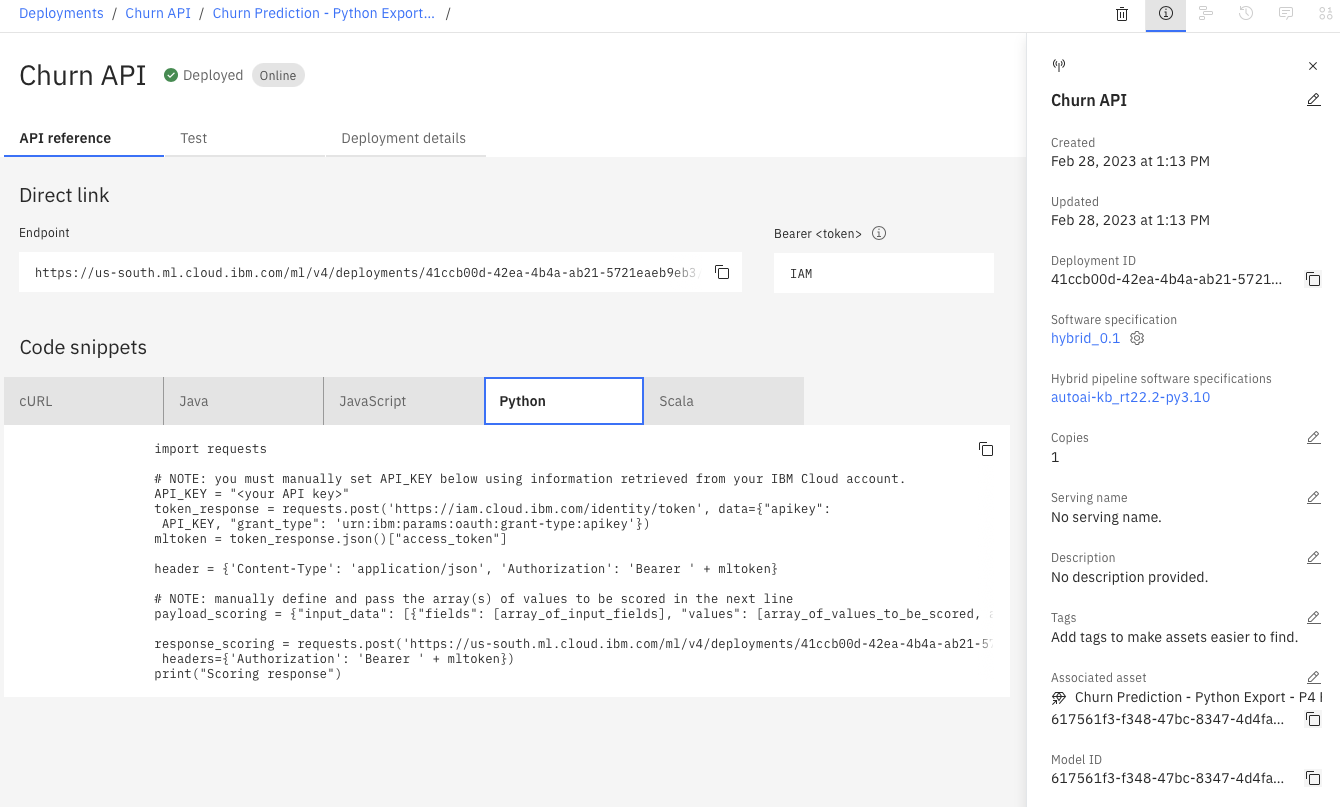 Deployments / Churn API / Churn Prediction - Python Export... /
Churn API Deployed Online
API reference Test Deployment details
Direct link
Endpoint
Bearer <token>
https://us-south.ml.cloud.ibm.com/ml/v4/deployments/41ccb00d-42ea-4b4a-ab21-5721eaeb9eb3
IAM
Code snippets
cURL Java JavaScript Python Scala
import requests
# NOTE: you must manually set API_KEY below using information retrieved from your IBM Cloud account.
API_KEY = "<your API key>"
token_response = requests.post('https://iam.cloud.ibm.com/identity/token', data={"apikey":
API_KEY, "grant_type": 'urn:ibm:params:oauth:grant-type:apikey'})
mltoken = token_response.json()["access_token"]
header = {'Content-Type': 'application/json', 'Authorization': 'Bearer ' + mltoken}
# NOTE: manually define and pass the array(s) of values to be scored in the next line
payload_scoring = {"input_data": [{"fields": [array_of_input_fields], "values": [array_of_values_to_be_scored,
response_scoring = requests.post('https://us-south.ml.cloud.ibm.com/ml/v4/deployments/41ccb00d-42ea-4b4a-ab21-57
headers={'Authorization': 'Bearer ' + mltoken})
print("Scoring response")
Churn API
Created
Feb 28, 2023 at 1:13 PM
Updated
Feb 28, 2023 at 1:13 PM
Deployment ID
41ccb00d-42ea-4b4a-ab21-5721...
Software specification
hybrid_0.1
Hybrid pipeline software specifications
autoai-kb_rt22.2-py3.10
Copies
1
Serving name
No serving name.
Description
No description provided.
Tags
Add tags to make assets easier to find.
Associated asset
Churn Prediction - Python Export - P4
617561f3-f348-47bc-8347-4d4fa...
Model ID
617561f3-f348-47bc-8347-4d4fa...